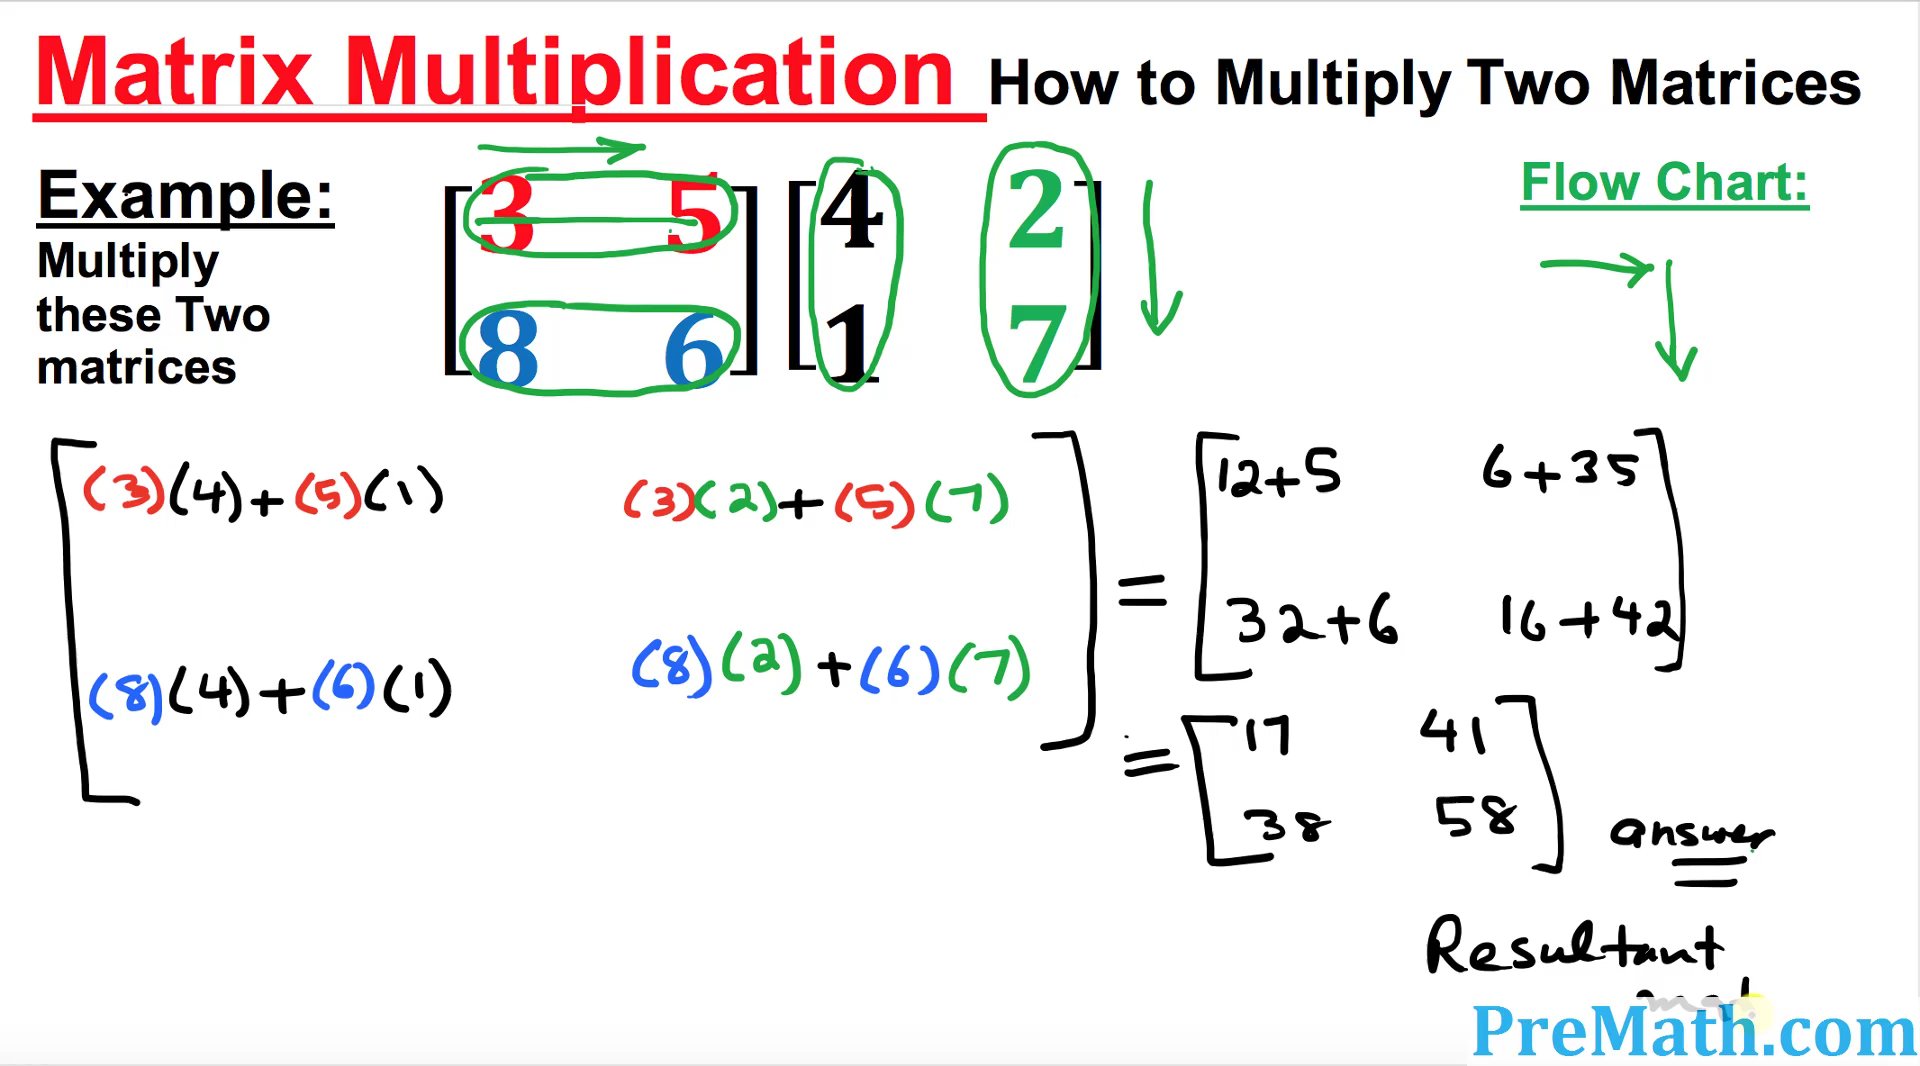 Matrix Multiplication How to Multiply Two Matrices
Example:
Multiply
these Two
matrices
[3 5] [4 2]
[8 6] [1 7]
Flow Chart:
(3)(4)+(5)(1) (3)(2)+(5)(7)
(8)(4)+(6)(1) (8)(2)+(6)(7)
= [12+5 6+35]
[32+6 16+42]
= [17 41]
[38 58]
answer
Resultant
PreMath.com